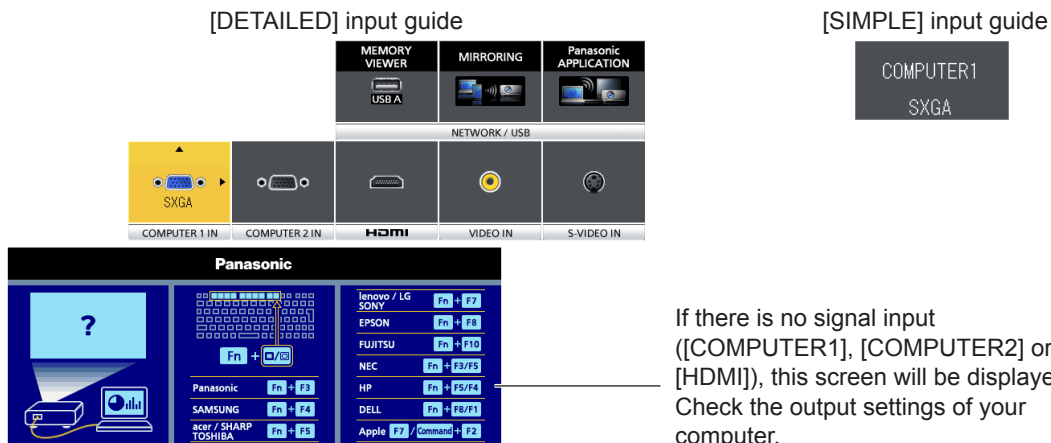 [DETAILED] input guide
[SIMPLE] input guide
MEMORY
VIEWER
MIRRORING
Panasonic
APPLICATION
USB A
NETWORK / USB
COMPUTER1
SXGA
SXGA
COMPUTER 1 IN
COMPUTER 2 IN
HDMI
VIDEO IN
S-VIDEO IN
Panasonic
?
Fn +
Panasonic Fn + F3
SAMSUNG Fn + F4
acer / SHARP
TOSHIBA Fn + F5
lenovo / LG
SONY Fn + F7
EPSON Fn + F8
FUJITSU Fn + F10
NEC Fn + F3/F5
HP Fn + F5/F4
DELL Fn + F8/F1
Apple F7 / Command + F2
If there is no signal input
([COMPUTER1], [COMPUTER2] or
[HDMI]), this screen will be displaye
Check the output settings of your
computer.